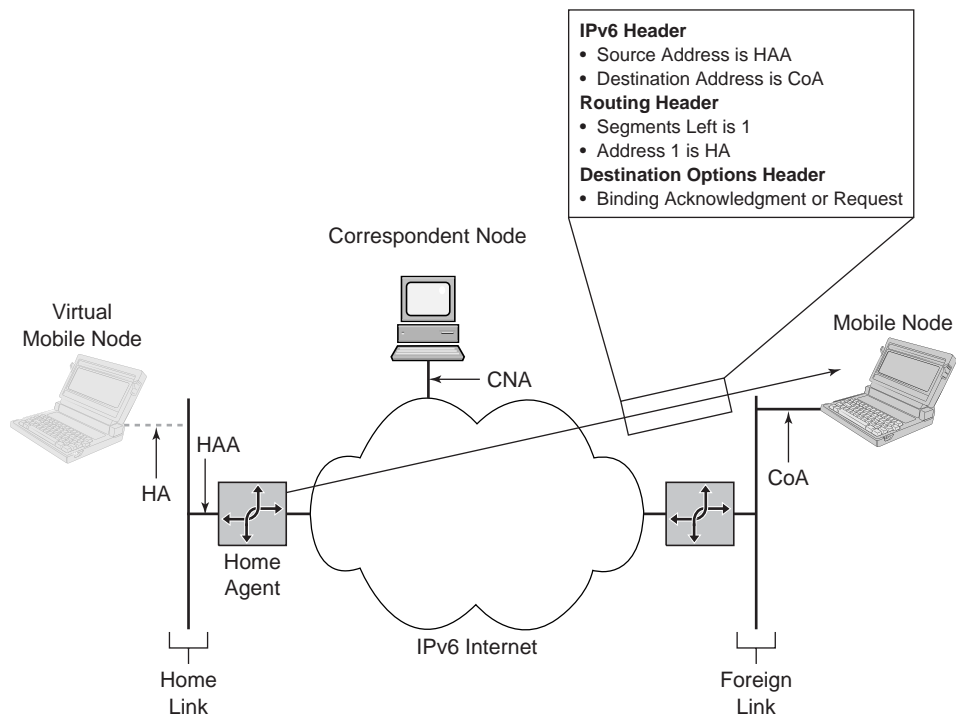 IPv6 Header
• Source Address is HAA
• Destination Address is CoA
Routing Header
• Segments Left is 1
• Address 1 is HA
Destination Options Header
• Binding Acknowledgment or Request
Correspondent Node
Virtual
Mobile Node
Mobile Node
CNA
HAA
HA
CoA
Home
Agent
IPv6 Internet
Home
Link
Foreign
Link